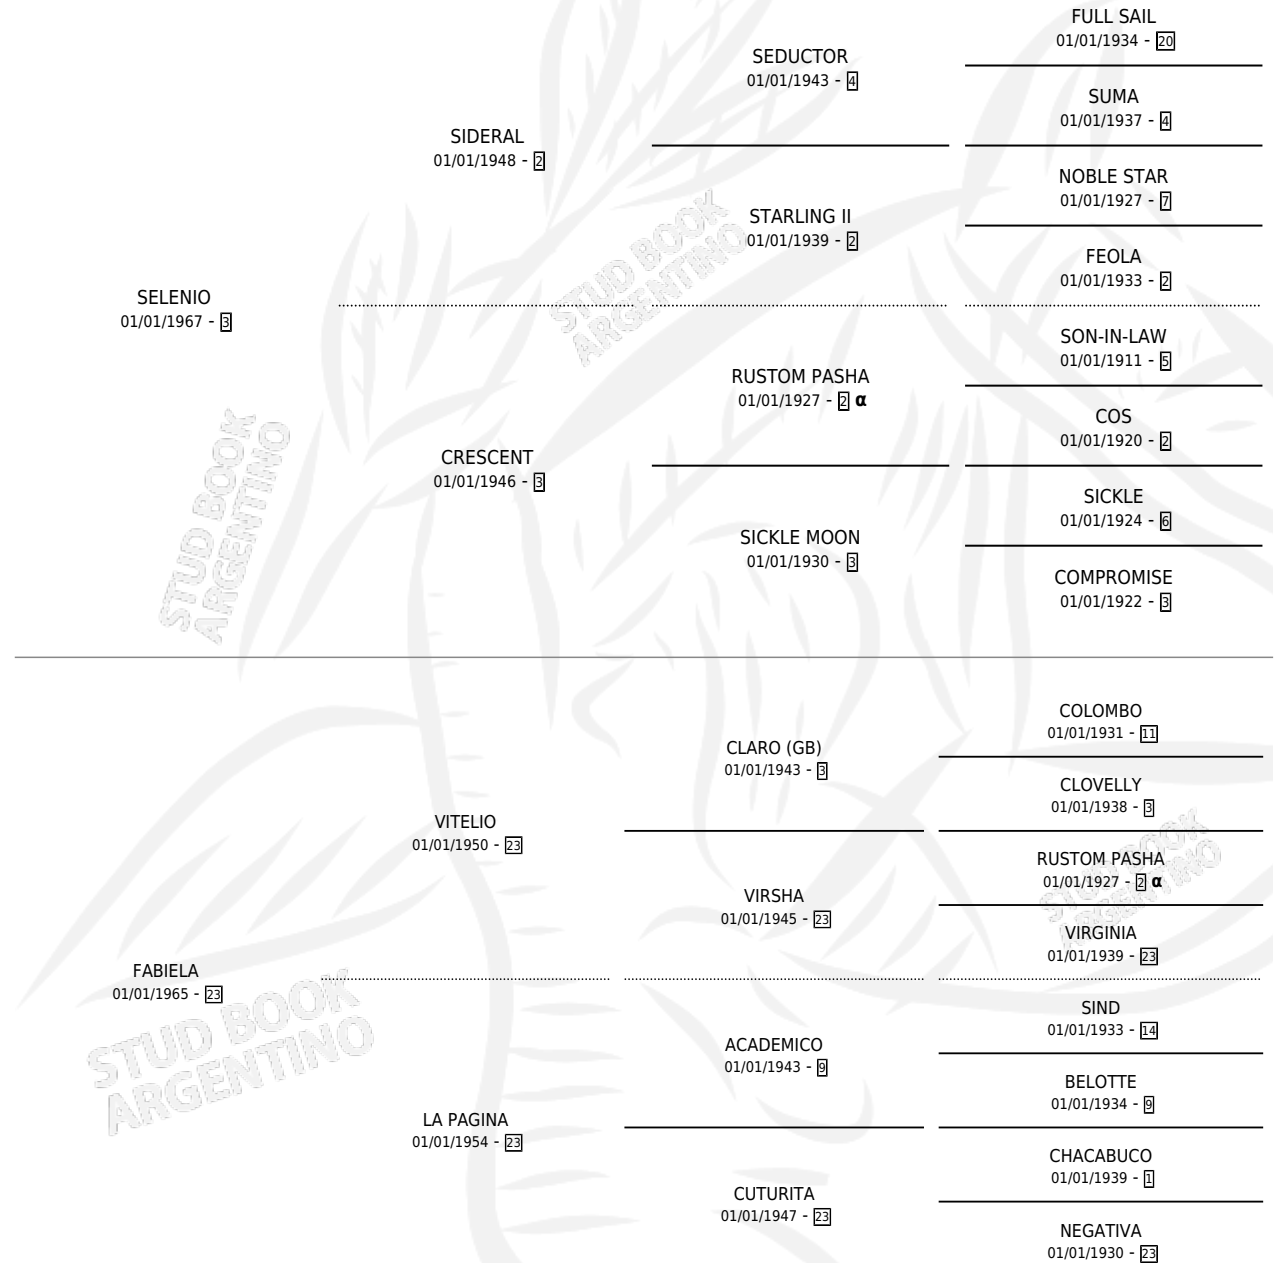 FULL SAIL
01/01/1934 - 20
SEDUCTOR
01/01/1943 - 4
SUMA
01/01/1937 - 4
SIDERAL
01/01/1948 - 2
NOBLE STAR
01/01/1927 - 7
STARLING II
01/01/1939 - 2
FEOLA
01/01/1933 - 2
SELENIO
01/01/1967 - 3
SON-IN-LAW
01/01/1911 - 5
RUSTOM PASHA
01/01/1927 - 2 α
COS
01/01/1920 - 2
CRESCENT
01/01/1946 - 3
SICKLE
01/01/1924 - 6
SICKLE MOON
01/01/1930 - 3
COMPROMISE
01/01/1922 - 3
COLOMBO
01/01/1931 - 11
CLARO (GB)
01/01/1943 - 3
CLOVELLY
01/01/1938 - 3
VITELIO
01/01/1950 - 23
RUSTOM PASHA
01/01/1927 - 2 α
VIRSHA
01/01/1945 - 23
VIRGINIA
01/01/1939 - 23
FABIELA
01/01/1965 - 23
SIND
01/01/1933 - 14
ACADEMICO
01/01/1943 - 9
BELOTTE
01/01/1934 - 9
LA PAGINA
01/01/1954 - 23
CHACABUCO
01/01/1939 - 1
CUTURITA
01/01/1947 - 23
NEGATIVA
01/01/1930 - 23
STUD BOOK
ARGENTINO
STUD BOOK
ARGENTINO
STUD BOOK
ARGENTINO
STUD BOOK
ARGENTINO